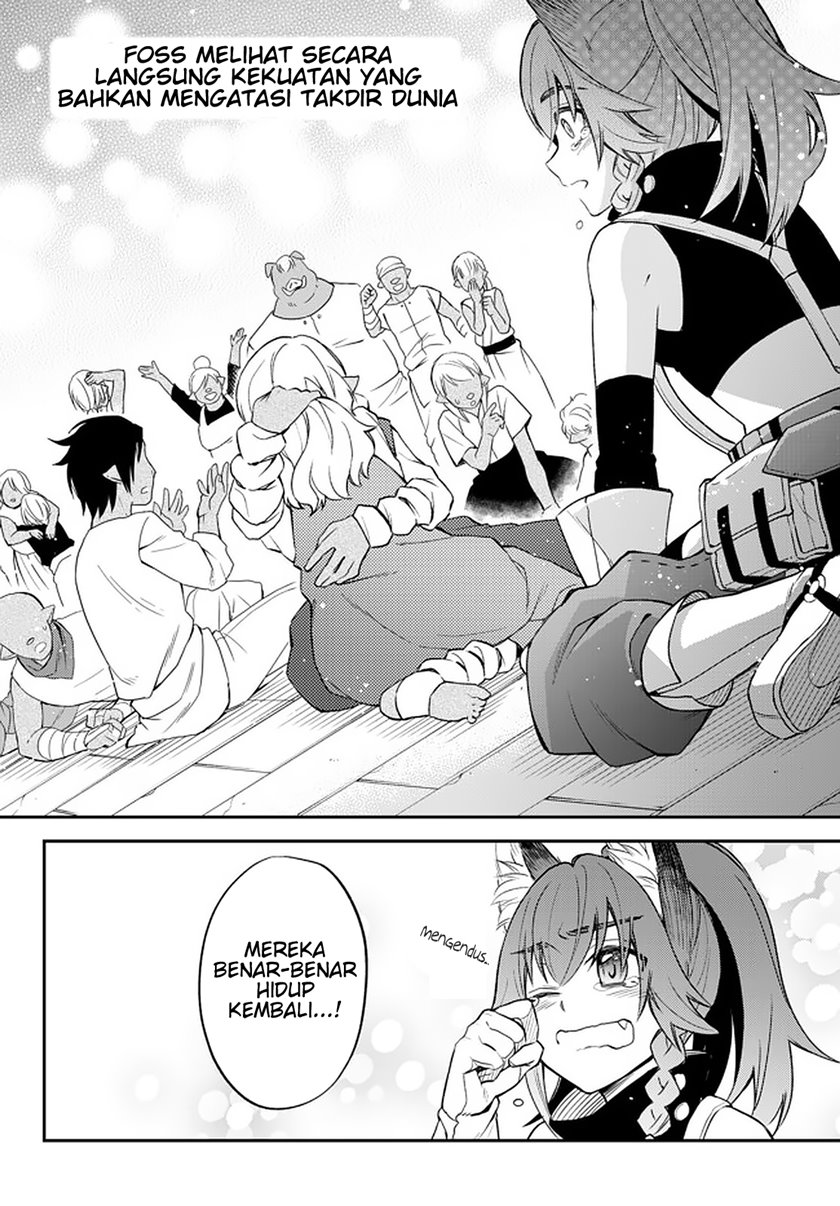 FOSS MELIHAT SECARA
LANGSUNG KEKUATAN YANG
BAHKAN MENGATASI TAKDIR DUNIA
Mengendus..
MEREKA
BENAR-BENAR
HIDUP
KEMBALI...!